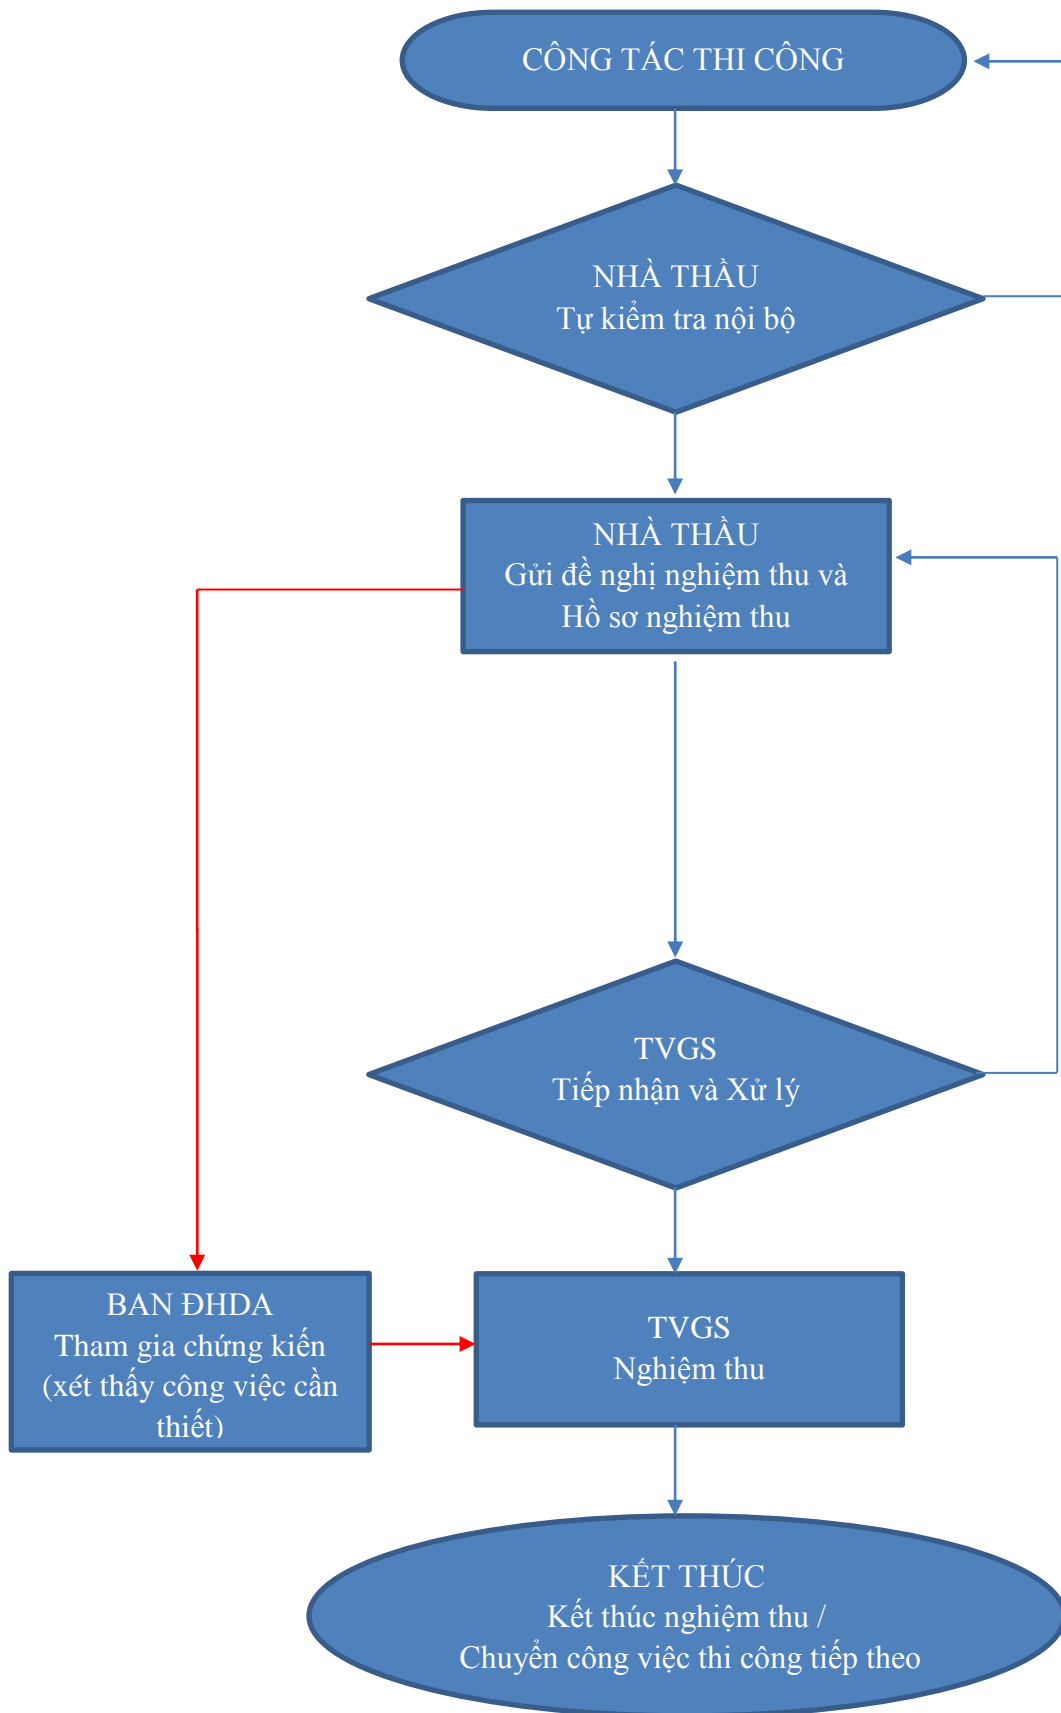 CÔNG TÁC THI CÔNG
NHÀ THẦU
Tự kiểm tra nội bộ
NHÀ THẦU
Gửi đề nghị nghiệm thu và
Hồ sơ nghiệm thu
TVGS
Tiếp nhận và Xử lý
BAN ĐHDA
Tham gia chứng kiến
(xét thấy công việc cần
thiết)
TVGS
Nghiệm thu
KẾT THÚC
Kết thúc nghiệm thu /
Chuyển công việc thi công tiếp theo